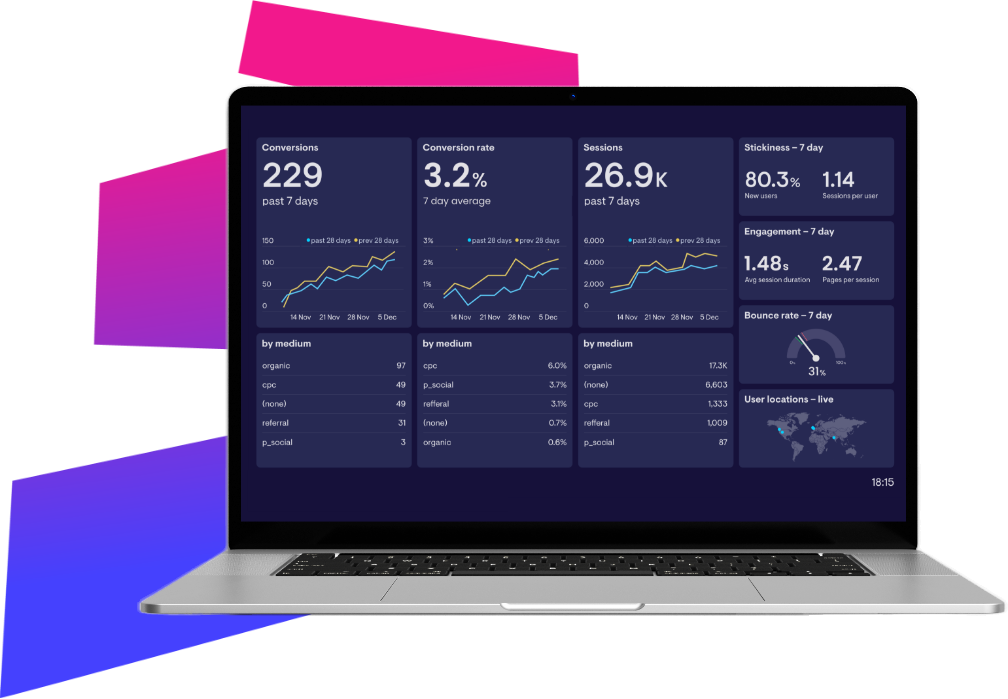 Conversions
229
past 7 days
150
past 28 days prev 28 days
100
50
0
14 Nov 21 Nov 28 Nov 5 Dec
by medium
organic 97
cpc 49
(none) 49
referral 31
p_social 3
Conversion rate
3.2%
7 day average
3%
past 28 days prev 28 days
2%
1%
0%
14 Nov 21 Nov 28 Nov 5 Dec
by medium
cpc 6.0%
p_social 3.7%
refferal 3.1%
(none) 0.7%
organic 0.6%
Sessions
26.9K
past 7 days
6,000
past 28 days prev 28 days
4,000
2,000
0
14 Nov 21 Nov 28 Nov 5 Dec
by medium
organic 17.3K
(none) 6,603
cpc 1,333
refferal 1,009
p_social 87
Stickiness – 7 day
80.3% 1.14
New users Sessions per user
Engagement – 7 day
1.48s 2.47
Avg session duration Pages per session
Bounce rate – 7 day
0% 100%
31%
User locations – live
18:15